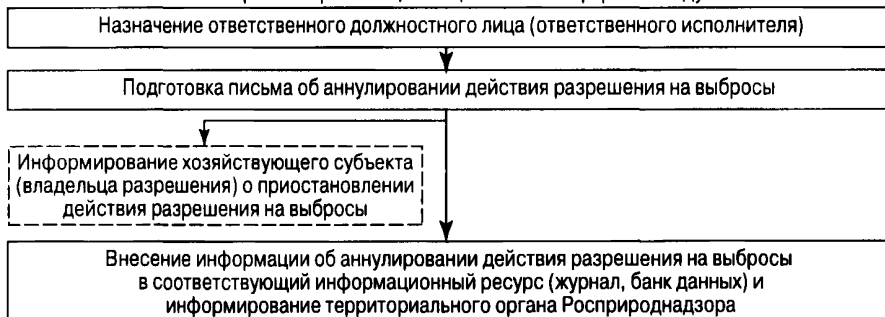 Назначение ответственного должностного лица (ответственного исполнителя)
Подготовка письма об аннулировании действия разрешения на выбросы
Информирование хозяйствующего субъекта
(владельца разрешения) о приостановлении
действия разрешения на выбросы
Внесение информации об аннулировании действия разрешения на выбросы
в соответствующий информационный ресурс (журнал, банк данных) и
информирование территориального органа Росприроднадзора